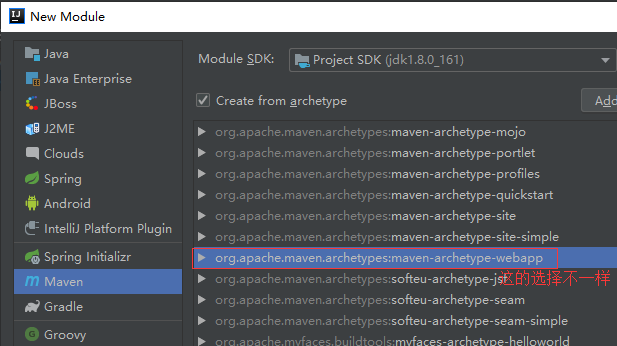 New Module
Java
Java Enterprise
JBoss
J2ME
Clouds
Spring
Android
IntelliJ Platform Plugin
Spring Initializr
Maven
Gradle
Groovy
Module SDK:
Project SDK (jdk1.8.0_161)
Create from archetype
Add
org.apache.maven.archetypes:maven-archetype-mojo
org.apache.maven.archetypes:maven-archetype-portlet
org.apache.maven.archetypes:maven-archetype-profiles
org.apache.maven.archetypes:maven-archetype-quickstart
org.apache.maven.archetypes:maven-archetype-site
org.apache.maven.archetypes:maven-archetype-site-simple
org.apache.maven.archetypes:maven-archetype-webapp
org.apache.maven.archetypes:softeu-archetype-jsf
这的选择不一样
org.apache.maven.archetypes:softeu-archetype-seam
org.apache.maven.archetypes:softeu-archetype-seam-simple
org.apache.myfaces.buildtools:myfaces-archetype-helloworld